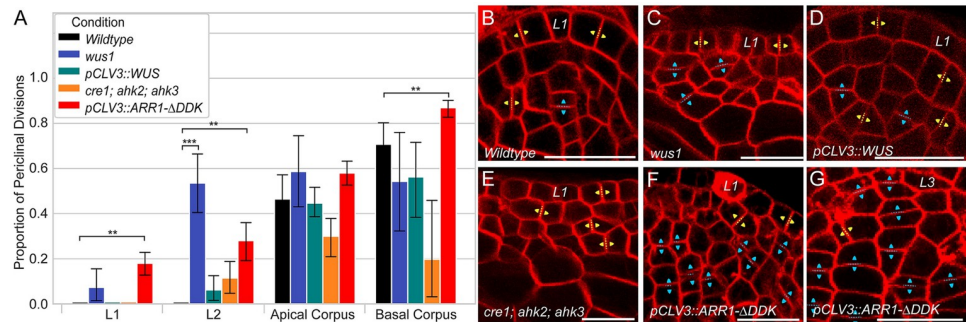 A
Condition
Wildtype
wus1
pCLV3::WUS
cre1; ahk2; ahk3
pCLV3::ARR1-ΔDDK
Proportion of Periclinal Divisions
1.0
0.8
0.6
0.4
0.2
0.0
**
***
**
**
L1
L2
Apical Corpus
Basal Corpus
B
L1
Wildtype
C
L1
wus1
D
L1
pCLV3::WUS
E
L1
cre1; ahk2; ahk3
F
L1
pCLV3::ARR1-ΔDDK
G
L3
pCLV3::ARR1-ΔDDK